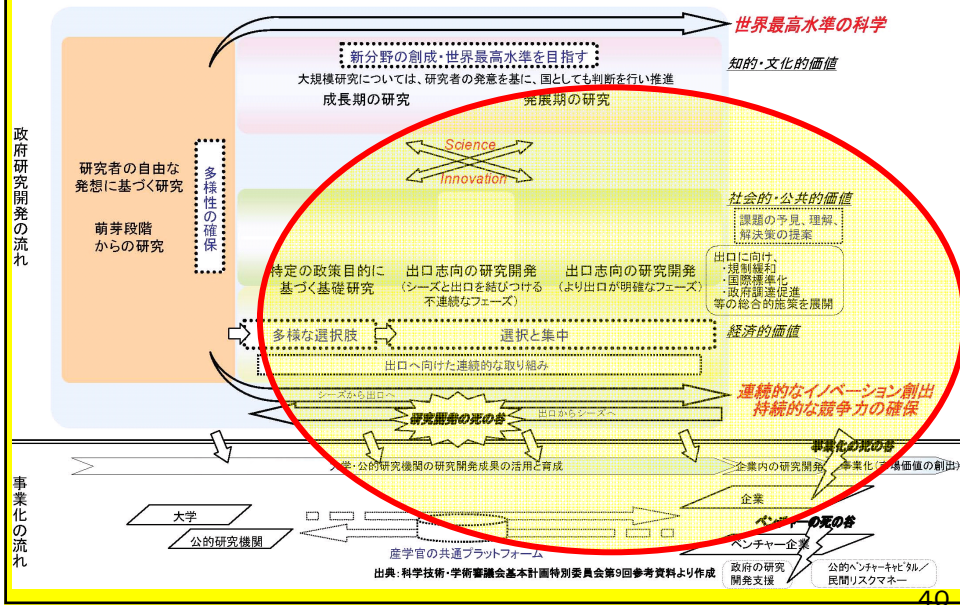 世界最高水準の科学
新分野の創成・世界最高水準を目指す
大規模研究については、研究者の発意を基に、国としても判断を行い推進
知的・文化的価値
成長期の研究
発展期の研究
政府研究開発の流れ
Science
Innovation
研究者の自由な
発想に基づく研究
多様性の確保
萌芽段階
からの研究
社会的・公共的価値
課題の予見、理解、
解決策の提案
特定の政策目的に
基づく基礎研究
出口志向の研究開発
(シーズと出口を結びつける
不連続なフェーズ)
出口志向の研究開発
(より出口が明確なフェーズ)
出口に向け、
・規制緩和
・国際標準化
・政府調達促進
等の総合的施策を展開
多様な選択肢
選択と集中
経済的価値
出口へ向けた連続的な取り組み
シーズから出口へ
研究開発の死の谷
出口からシーズへ
連続的なイノベーション創出
持続的な競争力の確保
事業化の死の谷
事業化の流れ
大学・公的研究機関の研究開発成果の活用と育成
企業内の研究開発
事業化(市場価値の創出)
企業
大学
公的研究機関
産学官の共通プラットフォーム
ベンチャーの死の谷
ベンチャー企業
出典:科学技術・学術審議会基本計画特別委員会第9回参考資料より作成
政府の研究
開発支援
公的ベンチャーキャピタル/
民間リスクマネー
40